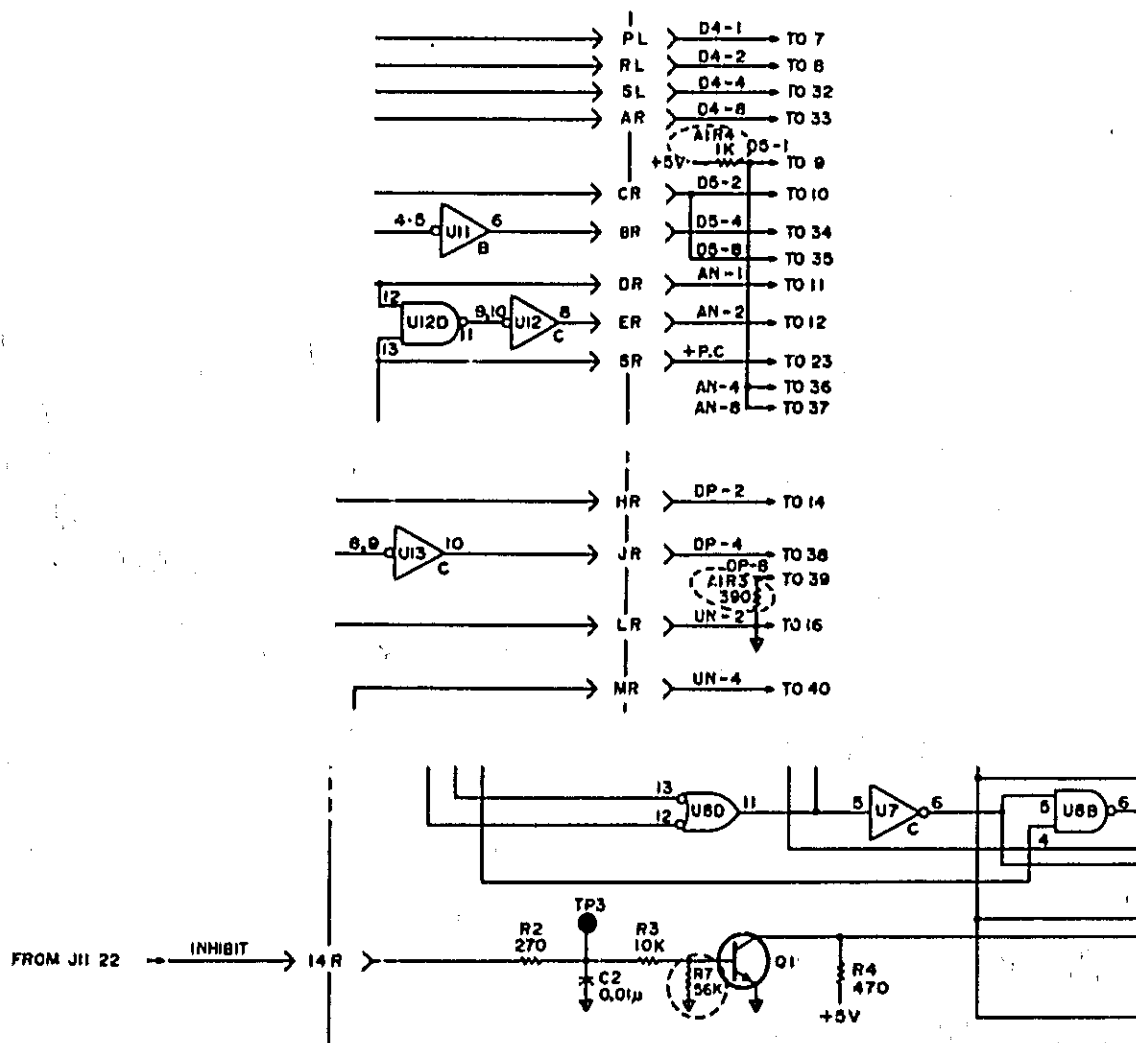 PL D4-1 TO 7
RL D4-2 TO 8
SL D4-4 TO 32
AR D4-8 TO 33
A1R4
1K
+5V D5-1 TO 9
CR D5-2 TO 10
4.5 U11 6 B BR D5-4 TO 34
D5-8 TO 35
DR AN-1 TO 11
12 U12D 11 9,10 U12 8 C ER AN-2 TO 12
13 SR +P.C TO 23
AN-4 TO 36
AN-8 TO 37
HR DP-2 TO 14
8,9 U13 10 C JR DP-4 TO 38
DP-8 TO 39
A1R3
390
LR UN-2 TO 16
MR UN-4 TO 40
13 12 U6D 11 5 U7 6 C 5 4 U6B 6
TP3
FROM J11 22 INHIBIT 14R
R2
270
C2
0.01µ
R3
10K
R7
56K
Q1
R4
470
+5V